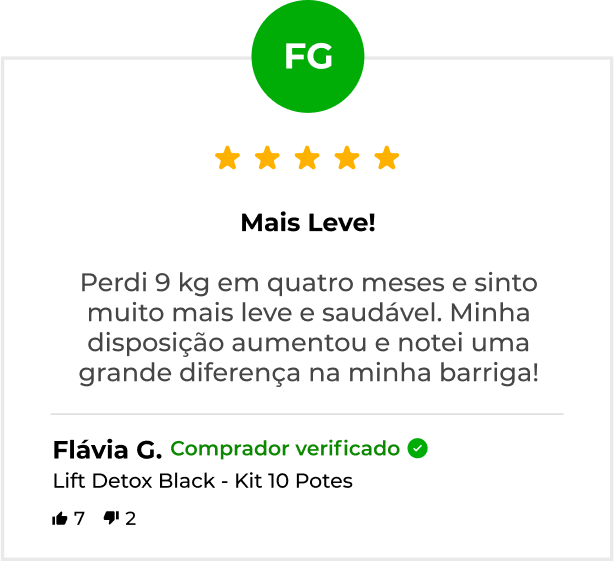 FG
Mais Leve!
Perdi 9 kg em quatro meses e sinto
muito mais leve e saudável. Minha
disposição aumentou e notei uma
grande diferença na minha barriga!
Flávia G. Comprador verificado
Lift Detox Black - Kit 10 Potes
7 2